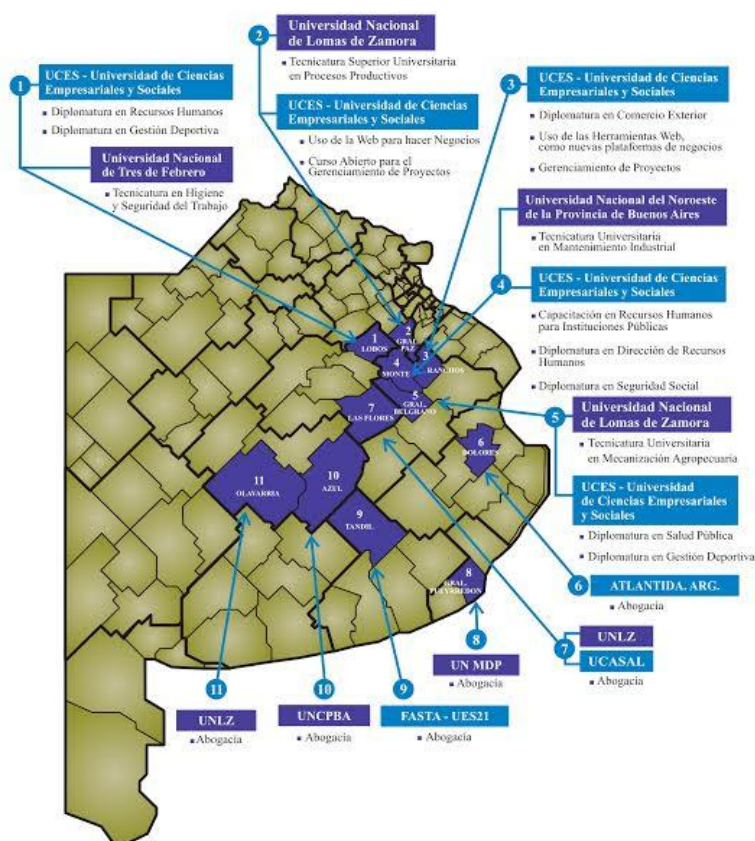 1
UCES - Universidad de Ciencias
Empresariales y Sociales
Diplomatura en Recursos Humanos
Diplomatura en Gestión Deportiva
Universidad Nacional
de Tres de Febrero
Tecnicatura en Higiene
y Seguridad del Trabajo
2
Universidad Nacional
de Lomas de Zamora
Tecnicatura Superior Universitaria
en Procesos Productivos
UCES - Universidad de Ciencias
Empresariales y Sociales
Uso de la Web para hacer Negocios
Curso Abierto para el
Gerenciamiento de Proyectos
3
UCES - Universidad de Ciencias
Empresariales y Sociales
Diplomatura en Comercio Exterior
Uso de las Herramientas Web,
como nuevas plataformas de negocios
Gerenciamiento de Proyectos
Universidad Nacional del Noroeste
de la Provincia de Buenos Aires
Tecnicatura Universitaria
en Mantenimiento Industrial
4
UCES - Universidad de Ciencias
Empresariales y Sociales
Capacitación en Recursos Humanos
para Instituciones Públicas
Diplomatura en Dirección de Recursos
Humanos
Diplomatura en Seguridad Social
5
Universidad Nacional
de Lomas de Zamora
Tecnicatura Universitaria
en Mecanización Agropecuaria
UCES - Universidad
de Ciencias Empresariales
y Sociales
Diplomatura en Salud Pública
Diplomatura en Gestión Deportiva
6
ATLANTIDA. ARG.
Abogacía
7
UNLZ
UCASAL
Abogacía
8
UN MDP
Abogacía
9
FASTA - UES21
Abogacía
10
UNCPBA
Abogacía
11
UNLZ
Abogacía
1
LOBOS
2
GRAL.
PAZ
3
RANCHOS
4
MONTE
5
GRAL.
BELGRANO
6
DOLORES
7
LAS FLORES
8
GRAL.
PUEYRREDON
9
TANDIL
10
AZUL
11
OLAVARRIA